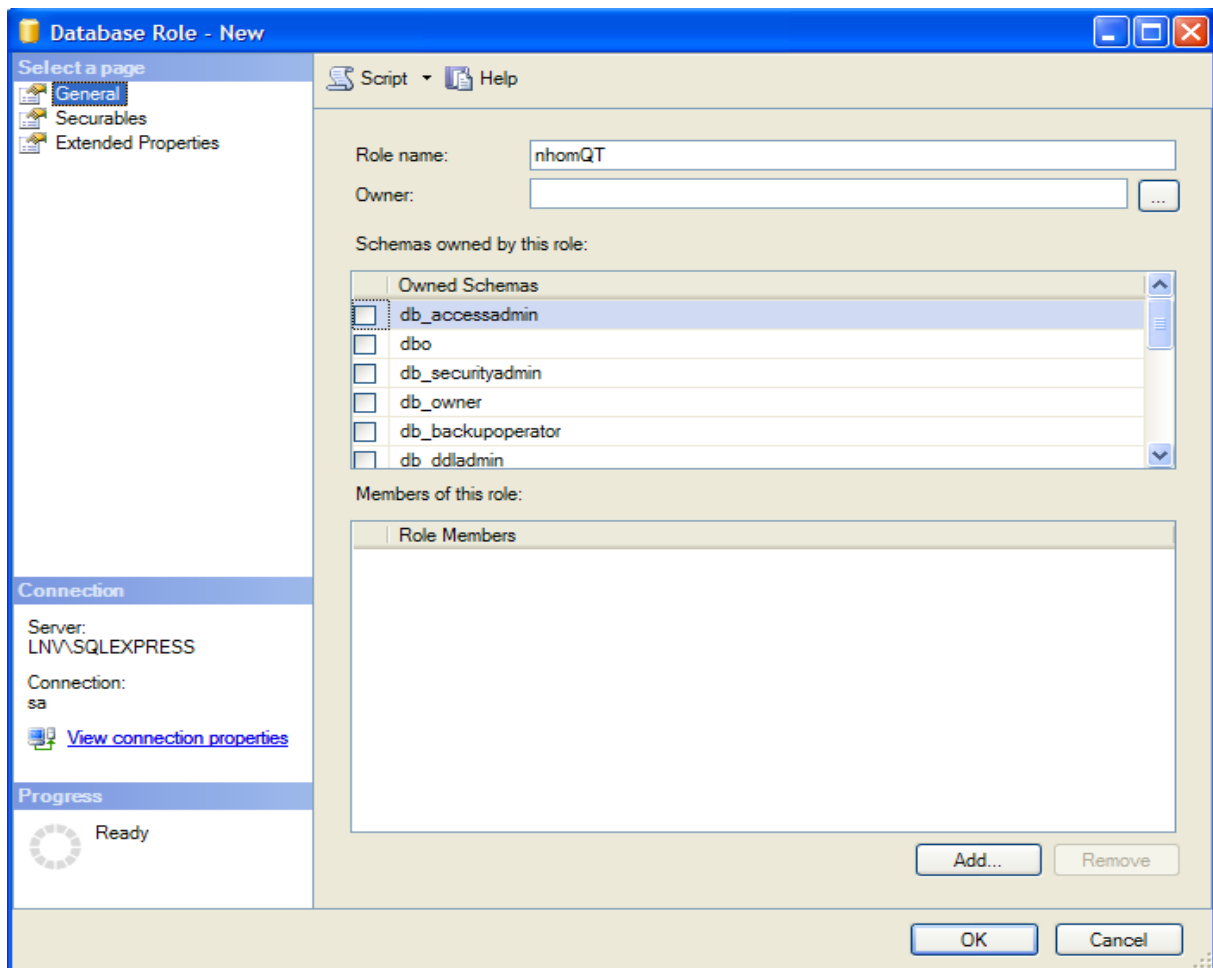 Database Role - New
Select a page
General
Securables
Extended Properties
Script
Help
Role name:
nhomQT
Owner:
...
Schemas owned by this role:
Owned Schemas
db_accessadmin
dbo
db_securityadmin
db_owner
db_backupoperator
db_ddladmin
Members of this role:
Role Members
Connection
Server:
LNV\SQLEXPRESS
Connection:
sa
View connection properties
Progress
Ready
Add...
Remove
OK
Cancel